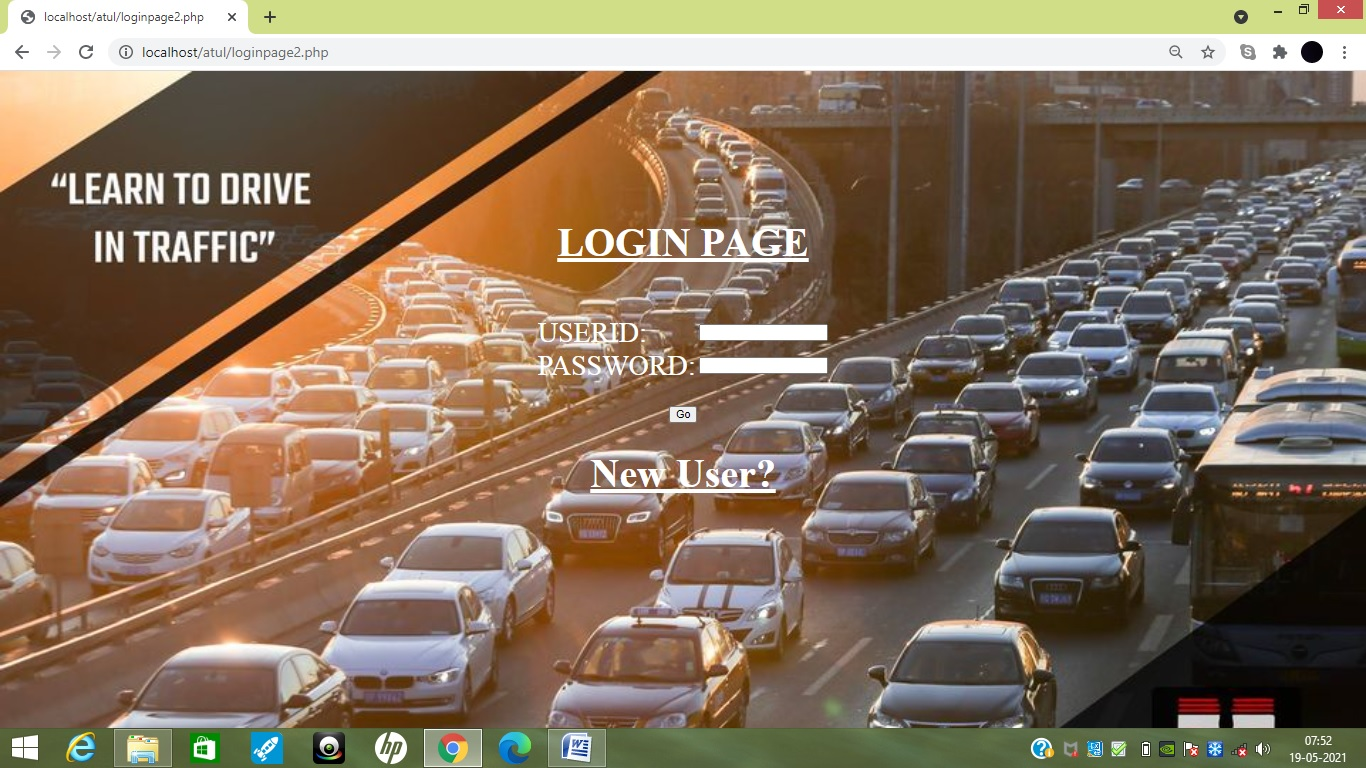 localhost/atul/loginpage2.php
localhost/atul/loginpage2.php
“LEARN TO DRIVE
IN TRAFFIC”
LOGIN PAGE
USERID:
PASSWORD:
Go
New User?
07:52
19-05-2021